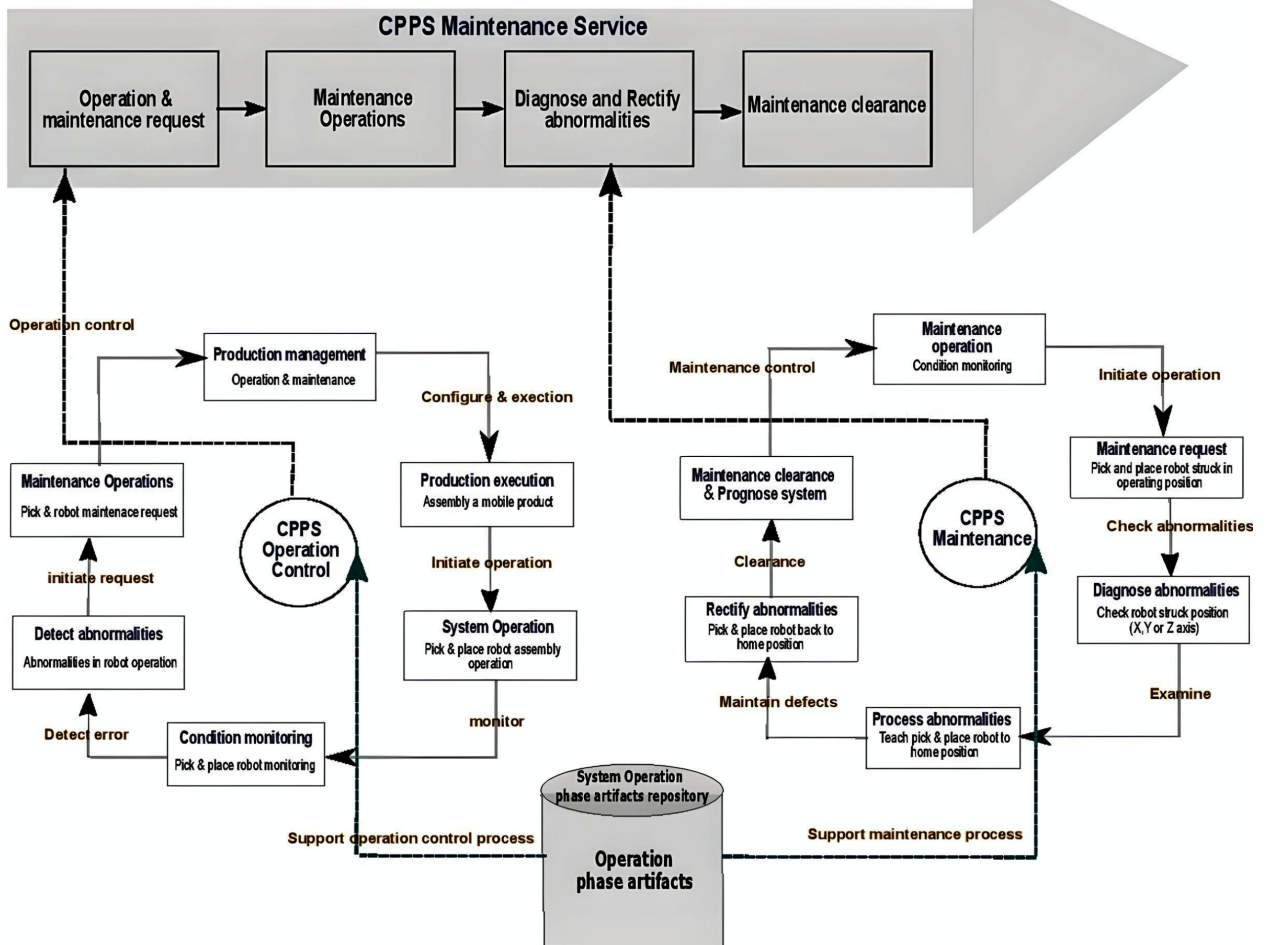 CPPS Maintenance Service
Operation &
maintenance request
Maintenance
Operations
Diagnose and Rectify
abnormalities
Maintenance clearance
Operation control
Production management
Operation & maintenance
Configure & exection
Maintenance Operations
Pick & robot maintenace request
CPPS
Operation
Control
Production execution
Assembly a mobile product
initiate request
Initiate operation
Detect abnormalities
Abnormalities in robot operation
System Operation
Pick & place robot assembly
operation
Detect error
Condition monitoring
Pick & place robot monitoring
monitor
Maintenance control
Maintenance
operation
Condition monitoring
Initiate operation
Maintenance clearance
& Prognose system
CPPS
Maintenance
Maintenance request
Pick and place robot struck in
operating position
Check abnormalities
Clearance
Rectify abnormalities
Pick & place robot back to
home position
Diagnose abnormalities
Check robot struck position
(X,Y or Z axis)
Maintain defects
Process abnormalities
Teach pick & place robot to
home position
Examine
System Operation
phase artifacts repository
Support operation control process
Support maintenance process
Operation
phase artifacts